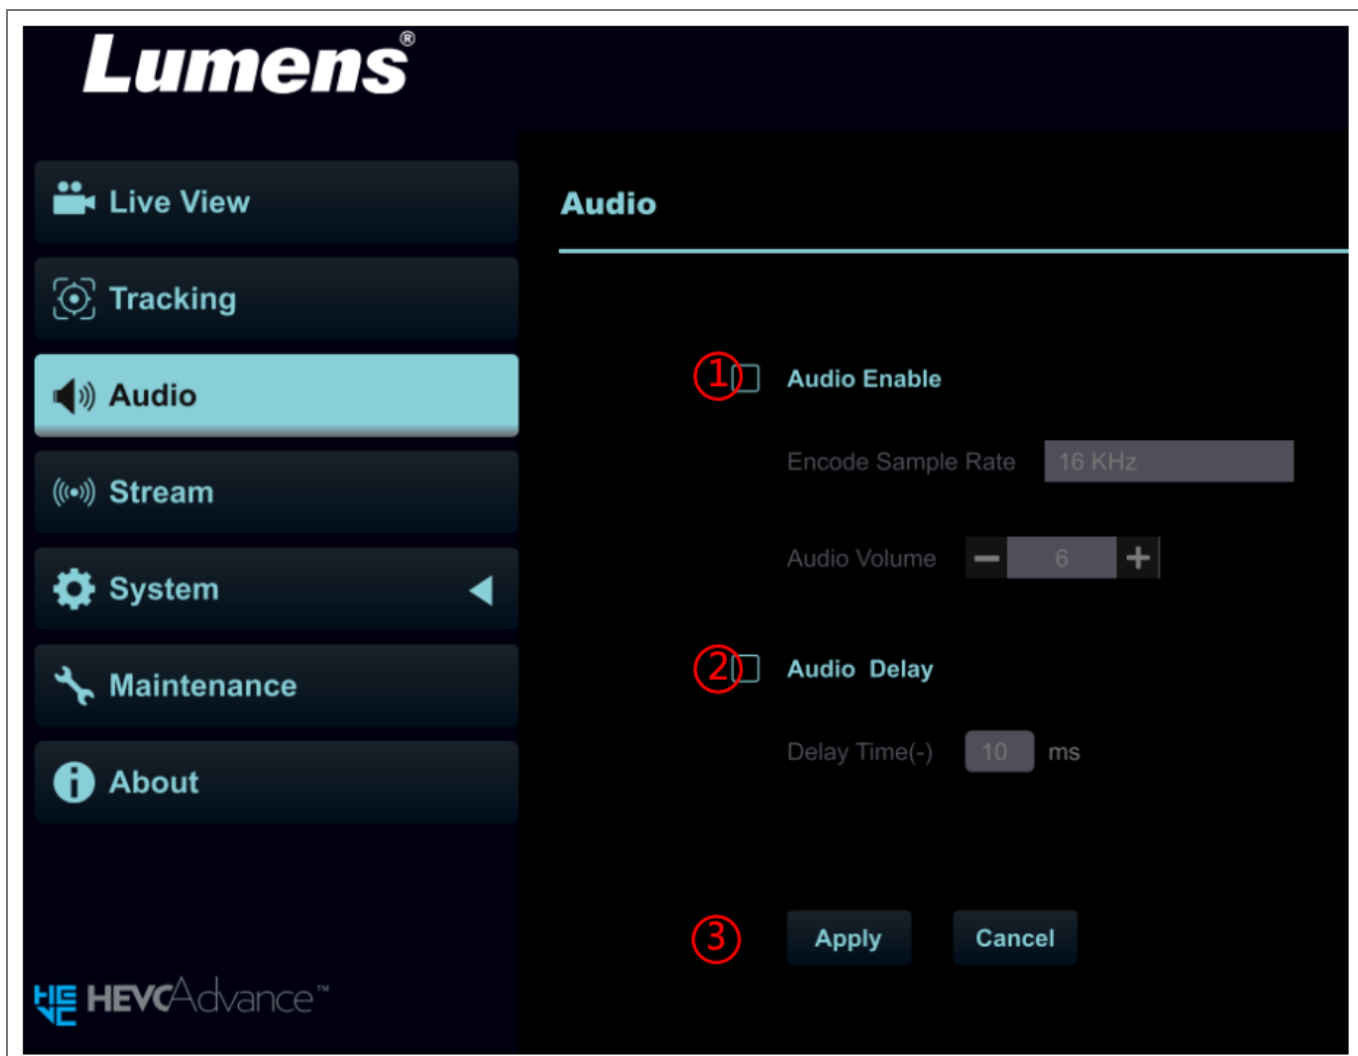 Lumens®
Live View
Tracking
Audio
Stream
System
Maintenance
About
HEVCAdvance™
Audio
① Audio Enable
Encode Sample Rate 16 KHz
Audio Volume − 6 +
② Audio Delay
Delay Time(-) 10 ms
③ Apply Cancel